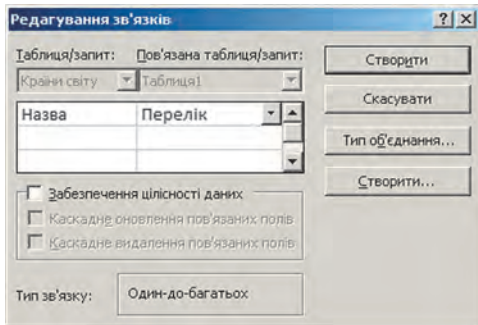 Редагування зв'язків
Таблиця/запит: Пов'язана таблиця/запит:
Країни світу Таблиця1
Назва Перелік
Забезпечення цілісності даних
Каскадне оновлення пов'язаних полів
Каскадне видалення пов'язаних полів
Тип зв'язку: Один-до-багатьох
Створити
Скасувати
Тип об'єднання...
Створити...